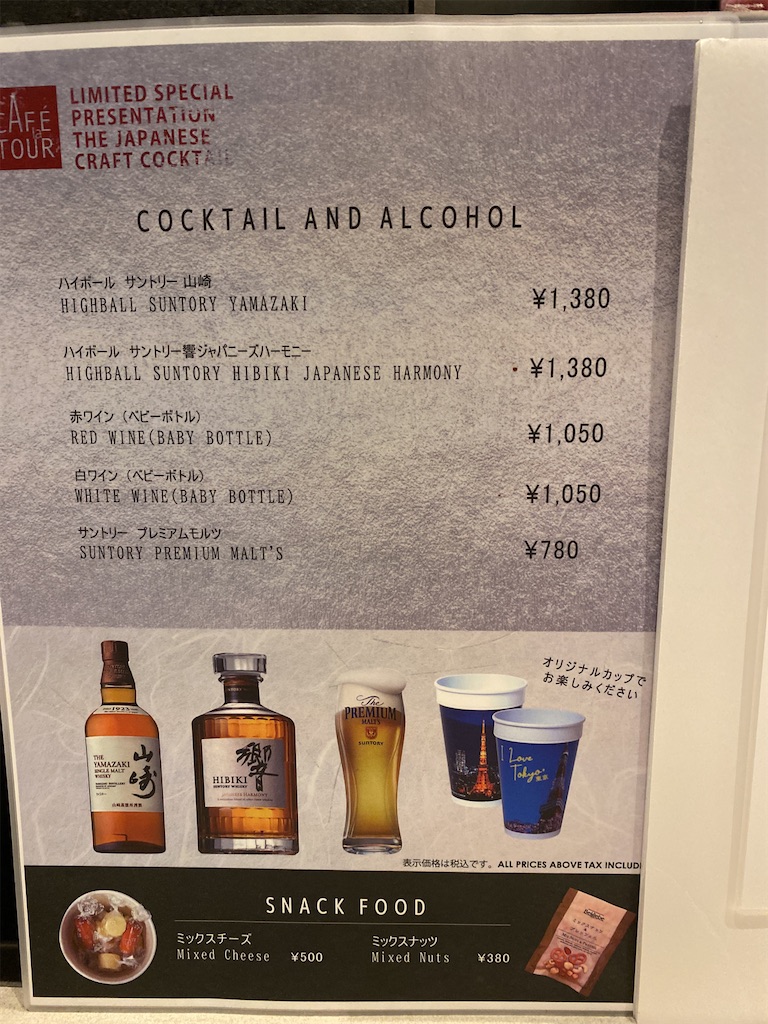 CAFÉ
la
TOUR
LIMITED SPECIAL
PRESENTATION
THE JAPANESE
CRAFT COCKTAIL
COCKTAIL AND ALCOHOL
ハイボール サントリー 山崎
HIGHBALL SUNTORY YAMAZAKI ¥1,380
ハイボール サントリー響ジャパニーズハーモニー
HIGHBALL SUNTORY HIBIKI JAPANESE HARMONY ¥1,380
赤ワイン（ベビーボトル）
RED WINE(BABY BOTTLE) ¥1,050
白ワイン（ベビーボトル）
WHITE WINE(BABY BOTTLE) ¥1,050
サントリー プレミアムモルツ
SUNTORY PREMIUM MALT'S ¥780
オリジナルカップで
お楽しみください
1923
THE
YAMAZAKI
SINGLE MALT
WHISKY
山崎
響
HIBIKI
SUNTORY WHISKY
JAPANESE HARMONY
The
PREMIUM
MALT'S
SUNTORY
I Love
Tokyo
東京
表示価格は税込です。ALL PRICES ABOVE TAX INCLUD
SNACK FOOD
ミックスチーズ
Mixed Cheese ¥500
ミックスナッツ
Mixed Nuts ¥380